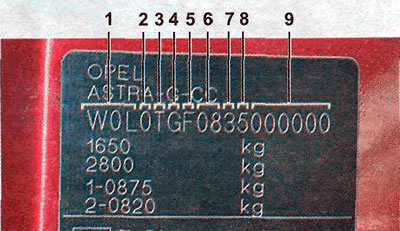 1 2 3 4 5 6 7 8 9
OPEL
ASTRA-G-CC
W0L0TGF0835000000
1650 kg
2800 kg
1-0875 kg
2-0820 kg